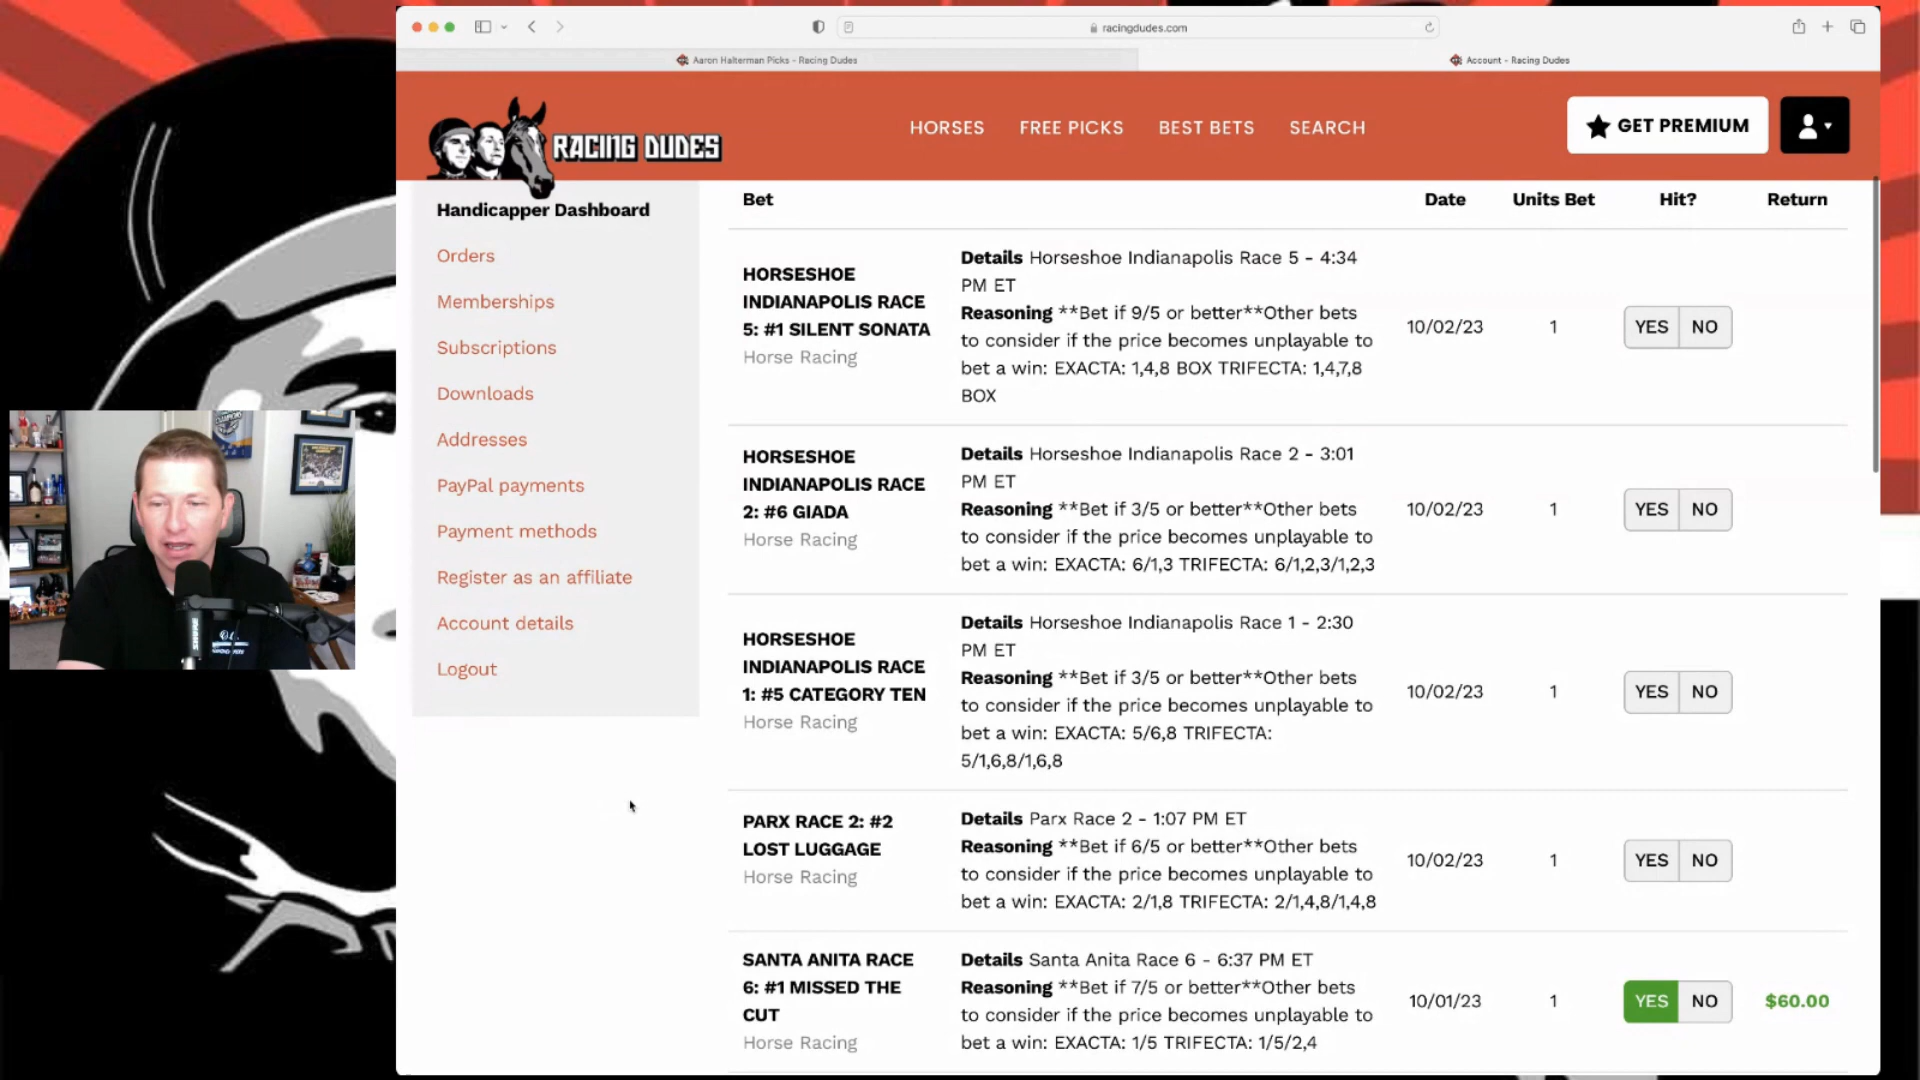 racingdudes.com
Aaron Halterman Picks - Racing Dudes
Account - Racing Dudes
RACING DUDES
HORSES
FREE PICKS
BEST BETS
SEARCH
GET PREMIUM
Handicapper Dashboard
Orders
Memberships
Subscriptions
Downloads
Addresses
PayPal payments
Payment methods
Register as an affiliate
Account details
Logout
Bet
Date
Units Bet
Hit?
Return
HORSESHOE
INDIANAPOLIS RACE
5: #1 SILENT SONATA
Horse Racing
Details Horseshoe Indianapolis Race 5 - 4:34
PM ET
Reasoning **Bet if 9/5 or better**Other bets
to consider if the price becomes unplayable to
bet a win: EXACTA: 1,4,8 BOX TRIFECTA: 1,4,7,8
BOX
10/02/23
1
YES NO
HORSESHOE
INDIANAPOLIS RACE
2: #6 GIADA
Horse Racing
Details Horseshoe Indianapolis Race 2 - 3:01
PM ET
Reasoning **Bet if 3/5 or better**Other bets
to consider if the price becomes unplayable to
bet a win: EXACTA: 6/1,3 TRIFECTA: 6/1,2,3/1,2,3
10/02/23
1
YES NO
HORSESHOE
INDIANAPOLIS RACE
1: #5 CATEGORY TEN
Horse Racing
Details Horseshoe Indianapolis Race 1 - 2:30
PM ET
Reasoning **Bet if 3/5 or better**Other bets
to consider if the price becomes unplayable to
bet a win: EXACTA: 5/6,8 TRIFECTA:
5/1,6,8/1,6,8
10/02/23
1
YES NO
PARX RACE 2: #2
LOST LUGGAGE
Horse Racing
Details Parx Race 2 - 1:07 PM ET
Reasoning **Bet if 6/5 or better**Other bets
to consider if the price becomes unplayable to
bet a win: EXACTA: 2/1,8 TRIFECTA: 2/1,4,8/1,4,8
10/02/23
1
YES NO
SANTA ANITA RACE
6: #1 MISSED THE
CUT
Horse Racing
Details Santa Anita Race 6 - 6:37 PM ET
Reasoning **Bet if 7/5 or better**Other bets
to consider if the price becomes unplayable to
bet a win: EXACTA: 1/5 TRIFECTA: 1/5/2,4
10/01/23
1
YES NO
$60.00
SHURE